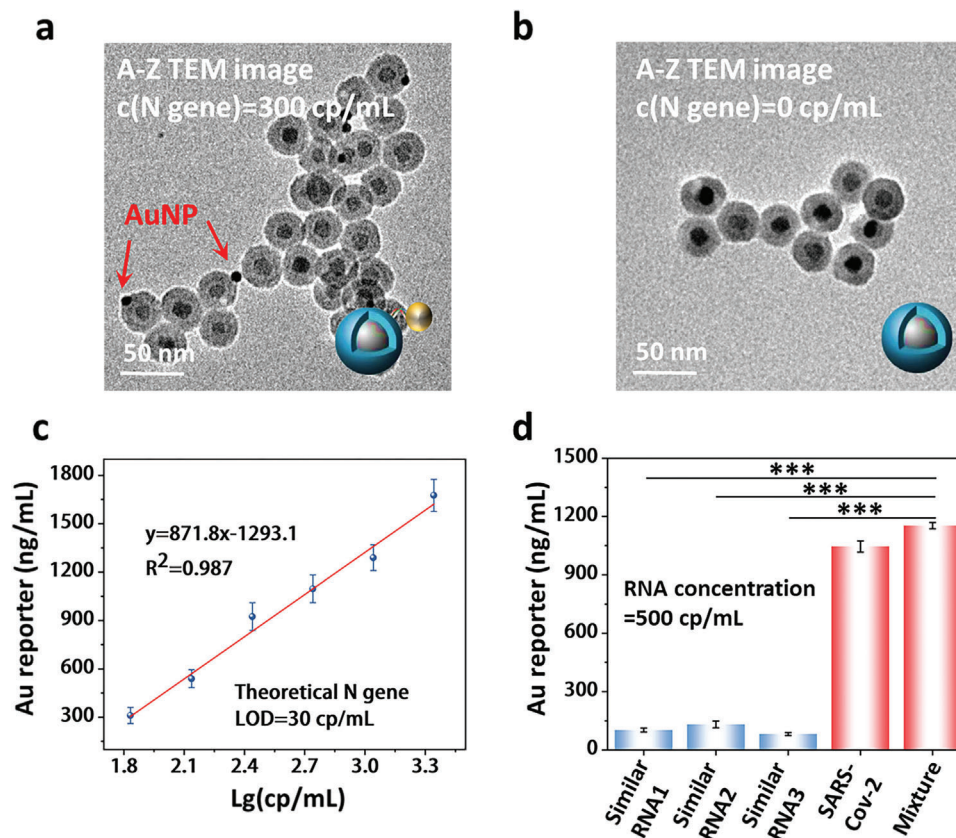 a
A-Z TEM image
c(N gene)=300 cp/mL
AuNP
50 nm
b
A-Z TEM image
c(N gene)=0 cp/mL
50 nm
c
Au reporter (ng/mL)
1800
1500
1200
900
600
300
y=871.8x-1293.1
R²=0.987
Theoretical N gene
LOD=30 cp/mL
1.8 2.1 2.4 2.7 3.0 3.3
Lg(cp/mL)
d
Au reporter (ng/mL)
1500
1200
900
600
300
0
***
***
***
RNA concentration
=500 cp/mL
Similar
RNA1
Similar
RNA2
Similar
RNA3
SARS-
Cov-2
Mixture